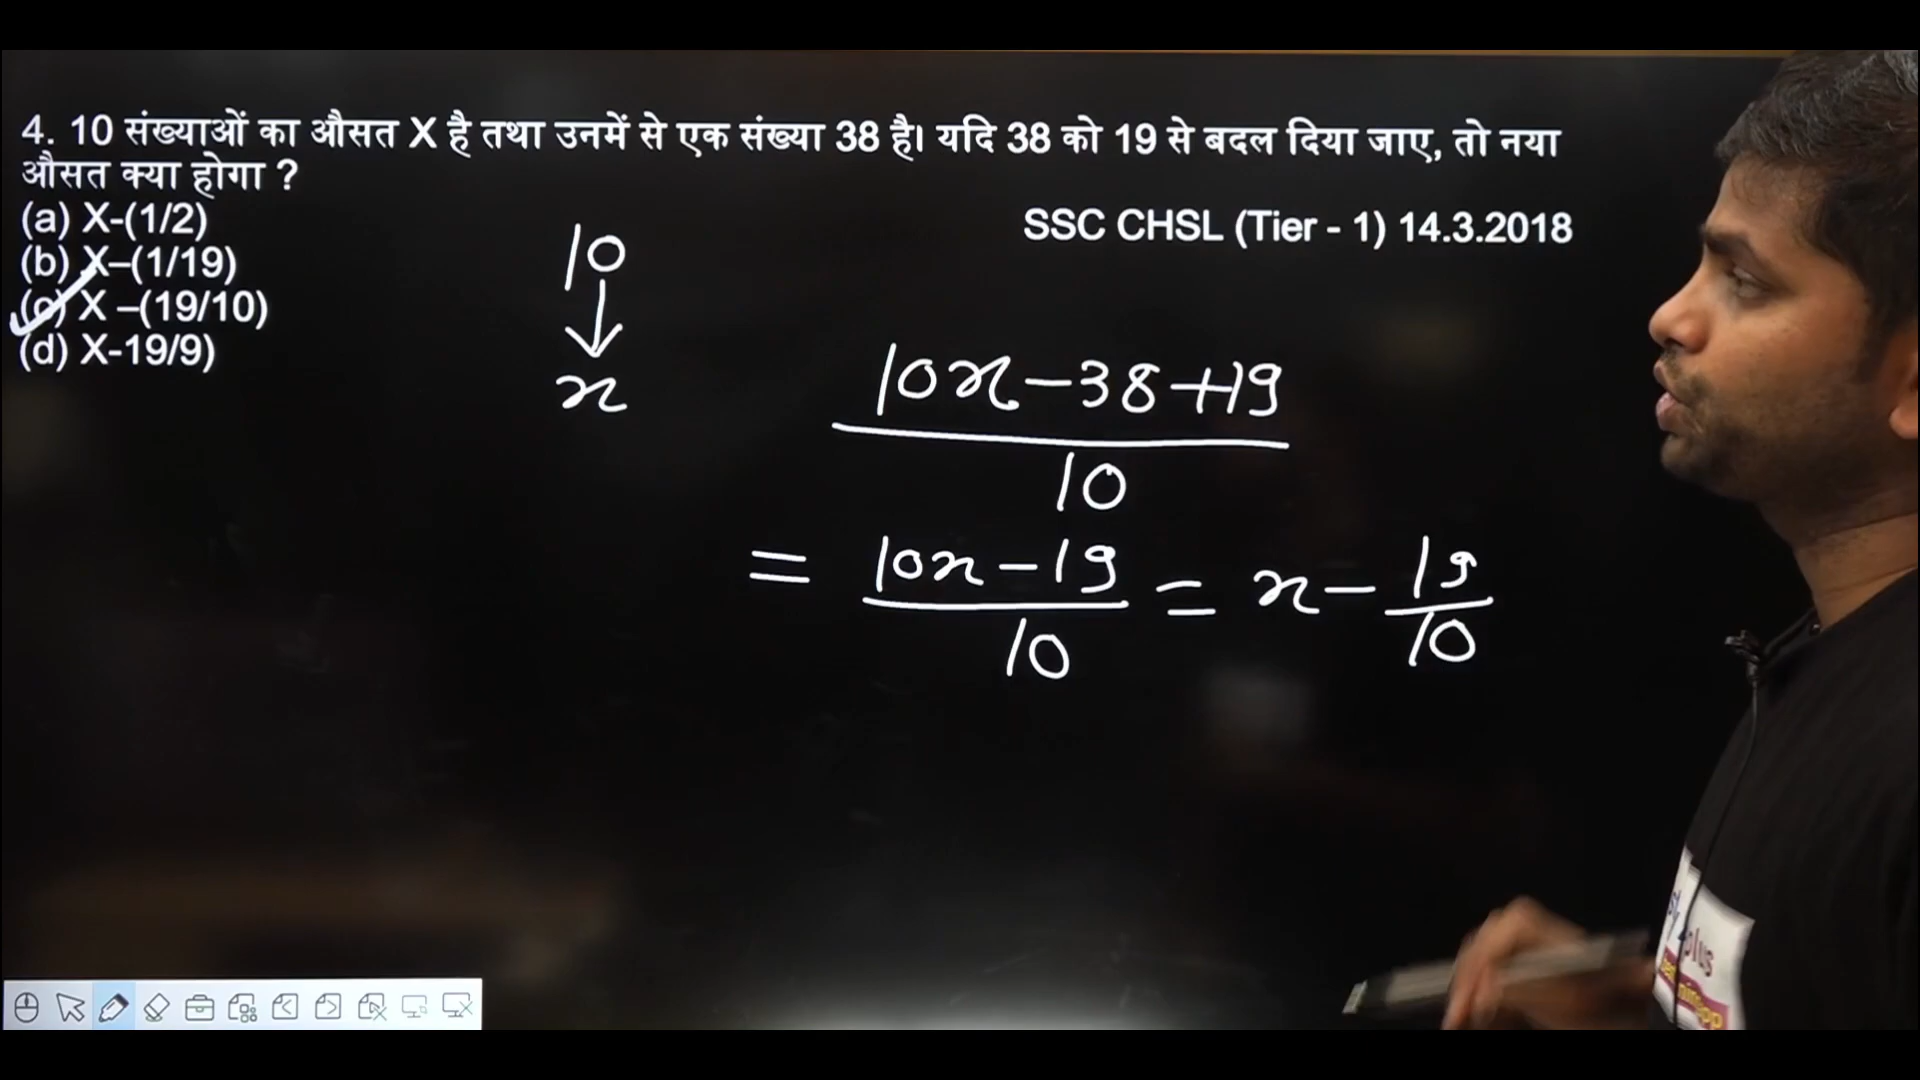 4. 10 संख्याओं का औसत X है तथा उनमें से एक संख्या 38 है। यदि 38 को 19 से बदल दिया जाए, तो नया
औसत क्या होगा ?
(a) X-(1/2)
SSC CHSL (Tier - 1) 14.3.2018
(b) X–(1/19)
(c) X –(19/10)
(d) X-19/9)
10
↓
x
10x-38+19
10
= 10x-19 = x- 19
10 10
plus